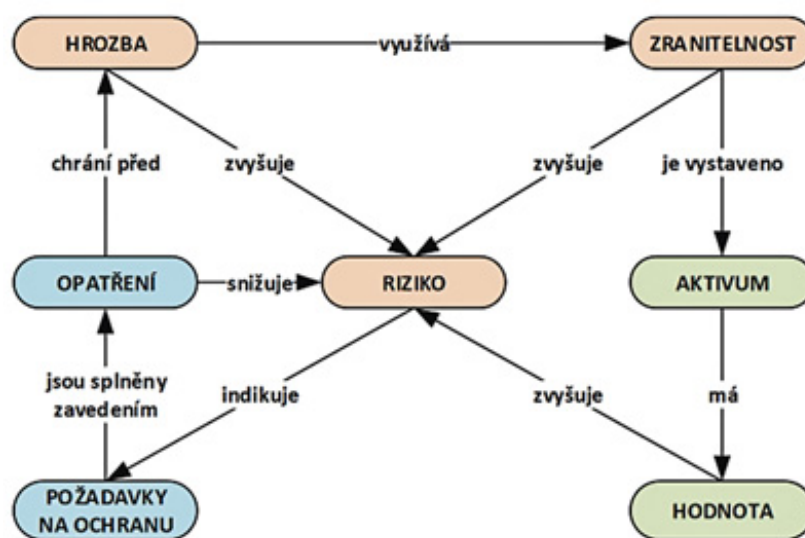 HROZBA
využívá
ZRANITELNOST
chrání před
zvyšuje
zvyšuje
je vystaveno
OPATŘENÍ
snižuje
RIZIKO
AKTIVUM
jsou splněny
zavedením
indikuje
zvyšuje
má
POŽADAVKY
NA OCHRANU
HODNOTA